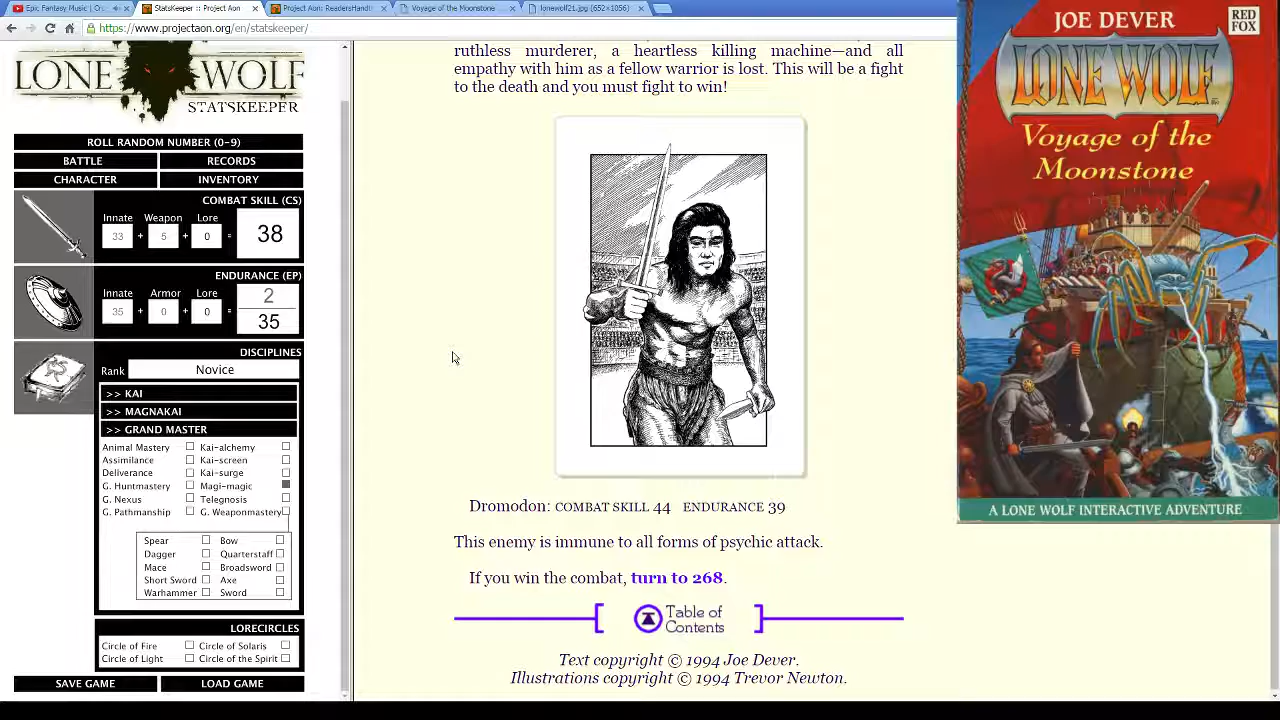 Epic Fantasy Music | O
StatsKeeper :: Project Aon
Project Aon: ReadersHandb
Voyage of the Moonstone
lonewolf21.jpg (652×1056)
https://www.projectaon.org/en/statskeeper/
LONE WOLF
STATSKEEPER
ROLL RANDOM NUMBER (0-9)
BATTLE RECORDS
CHARACTER INVENTORY
COMBAT SKILL (CS)
Innate Weapon Lore
33 + 5 + 0 = 38
ENDURANCE (EP)
Innate Armor Lore 2
35 + 0 + 0 = 35
DISCIPLINES
Rank Novice
>> KAI
>> MAGNAKAI
>> GRAND MASTER
Animal Mastery Kai-alchemy
Assimilance Kai-screen
Deliverance Kai-surge
G. Huntmastery Magi-magic
G. Nexus Telegnosis
G. Pathmanship G. Weaponmastery
Spear Bow
Dagger Quarterstaff
Mace Broadsword
Short Sword Axe
Warhammer Sword
LORECIRCLES
Circle of Fire Circle of Solaris
Circle of Light Circle of the Spirit
SAVE GAME LOAD GAME
ruthless murderer, a heartless killing machine—and all
empathy with him as a fellow warrior is lost. This will be a fight
to the death and you must fight to win!
Dromodon: COMBAT SKILL 44 ENDURANCE 39
This enemy is immune to all forms of psychic attack.
If you win the combat, turn to 268.
Table of
Contents
Text copyright © 1994 Joe Dever.
Illustrations copyright © 1994 Trevor Newton.
JOE DEVER
RED
FOX
LONE WOLF
Voyage of the
Moonstone
A LONE WOLF INTERACTIVE ADVENTURE